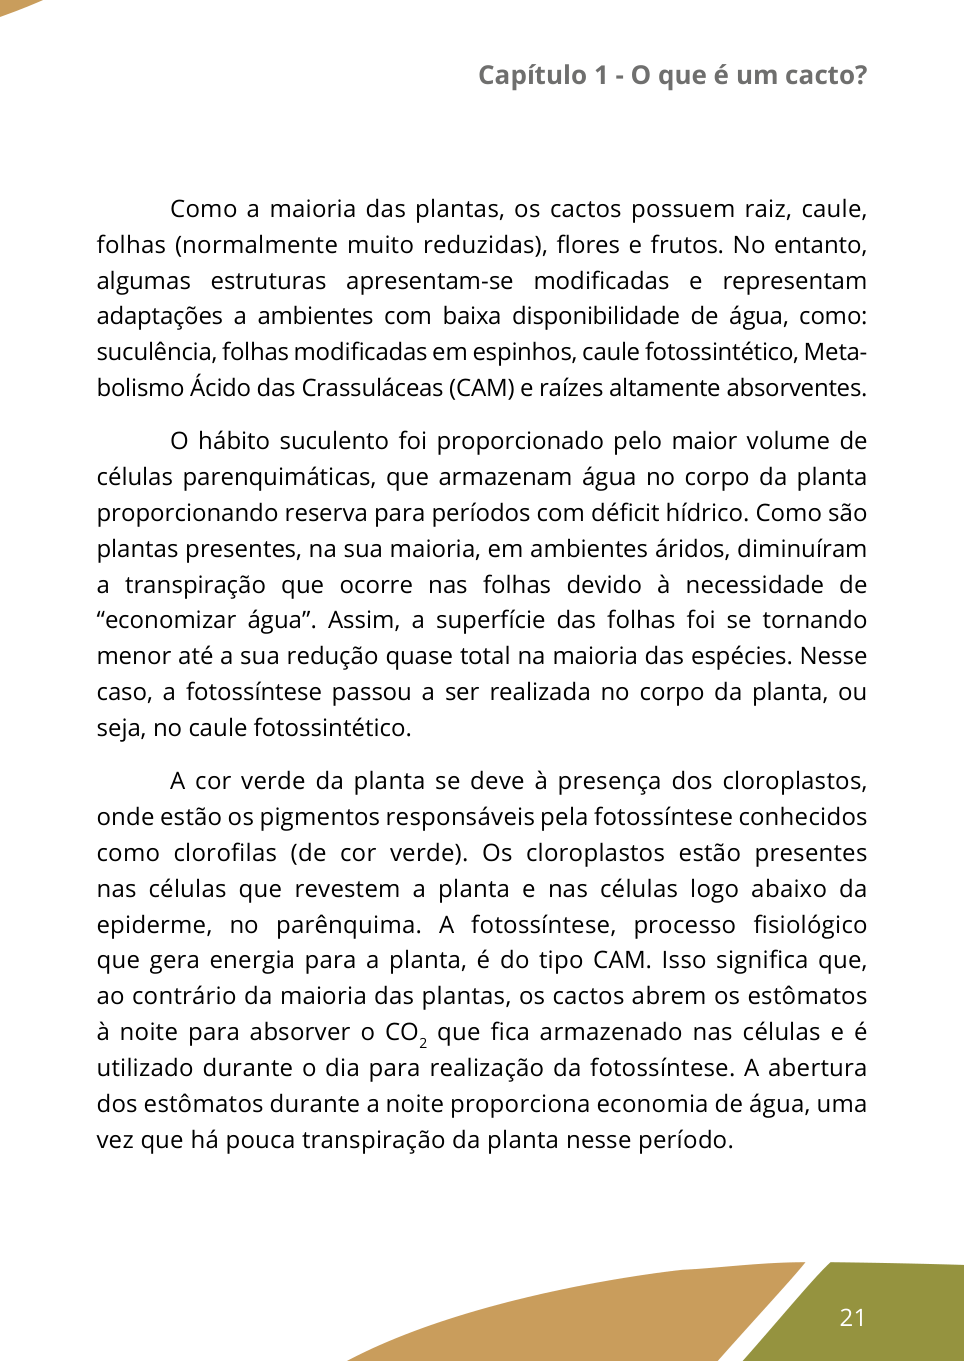 Capítulo 1 - O que é um cacto?
Como a maioria das plantas, os cactos possuem raiz, caule,
folhas (normalmente muito reduzidas), flores e frutos. No entanto,
algumas estruturas apresentam-se modificadas e representam
adaptações a ambientes com baixa disponibilidade de água, como:
suculência, folhas modificadas em espinhos, caule fotossintético, Meta-
bolismo Ácido das Crassuláceas (CAM) e raízes altamente absorventes.
O hábito suculento foi proporcionado pelo maior volume de
células parenquimáticas, que armazenam água no corpo da planta
proporcionando reserva para períodos com déficit hídrico. Como são
plantas presentes, na sua maioria, em ambientes áridos, diminuíram
a transpiração que ocorre nas folhas devido à necessidade de
“economizar água”. Assim, a superfície das folhas foi se tornando
menor até a sua redução quase total na maioria das espécies. Nesse
caso, a fotossíntese passou a ser realizada no corpo da planta, ou
seja, no caule fotossintético.
A cor verde da planta se deve à presença dos cloroplastos,
onde estão os pigmentos responsáveis pela fotossíntese conhecidos
como clorofilas (de cor verde). Os cloroplastos estão presentes
nas células que revestem a planta e nas células logo abaixo da
epiderme, no parênquima. A fotossíntese, processo fisiológico
que gera energia para a planta, é do tipo CAM. Isso significa que,
ao contrário da maioria das plantas, os cactos abrem os estômatos
à noite para absorver o CO₂ que fica armazenado nas células e é
utilizado durante o dia para realização da fotossíntese. A abertura
dos estômatos durante a noite proporciona economia de água, uma
vez que há pouca transpiração da planta nesse período.
21